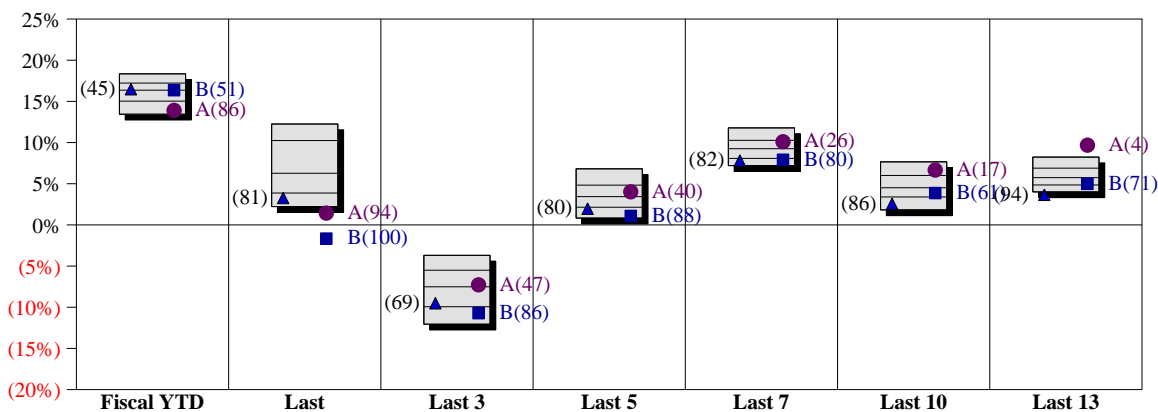 25%
20%
15%
10%
5%
0%
(5%)
(10%)
(15%)
(20%)
(45) B(51)
A(86)
(81) A(94)
B(100)
(69) A(47)
B(86)
(80) A(40)
B(88)
(82) A(26)
B(80)
(86) A(17)
B(61)
(94) A(4)
B(71)
Fiscal YTD Last Last 3 Last 5 Last 7 Last 10 Last 13